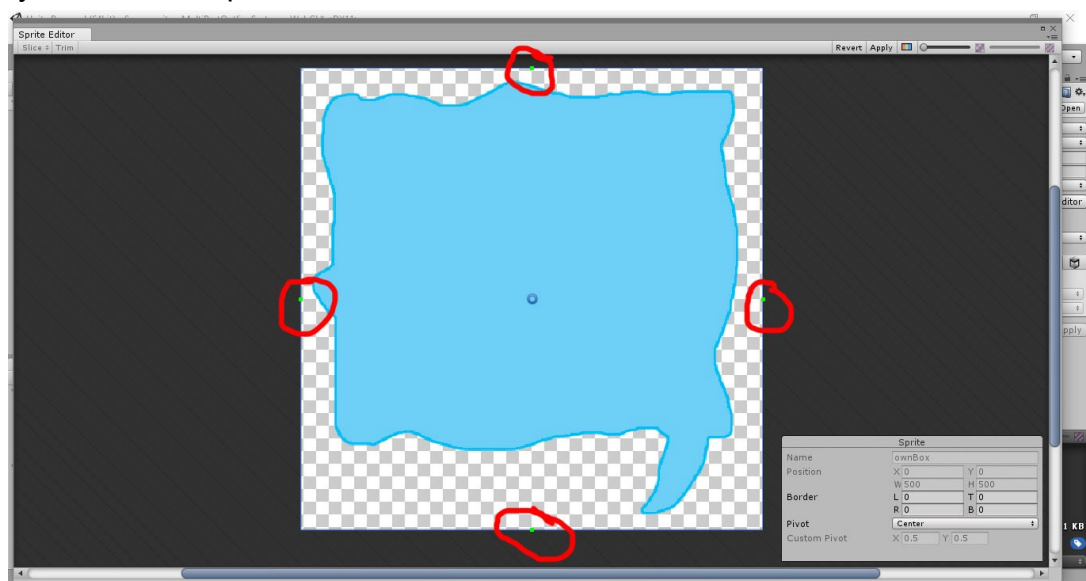 Sprite Editor
Slice Trim
Revert Apply
Open
ditor
pply
Sprite
Name ownBox
Position X 0 Y 0
W 500 H 500
Border L 0 T 0
R 0 B 0
Pivot Center
Custom Pivot X 0.5 Y 0.5
1 KB